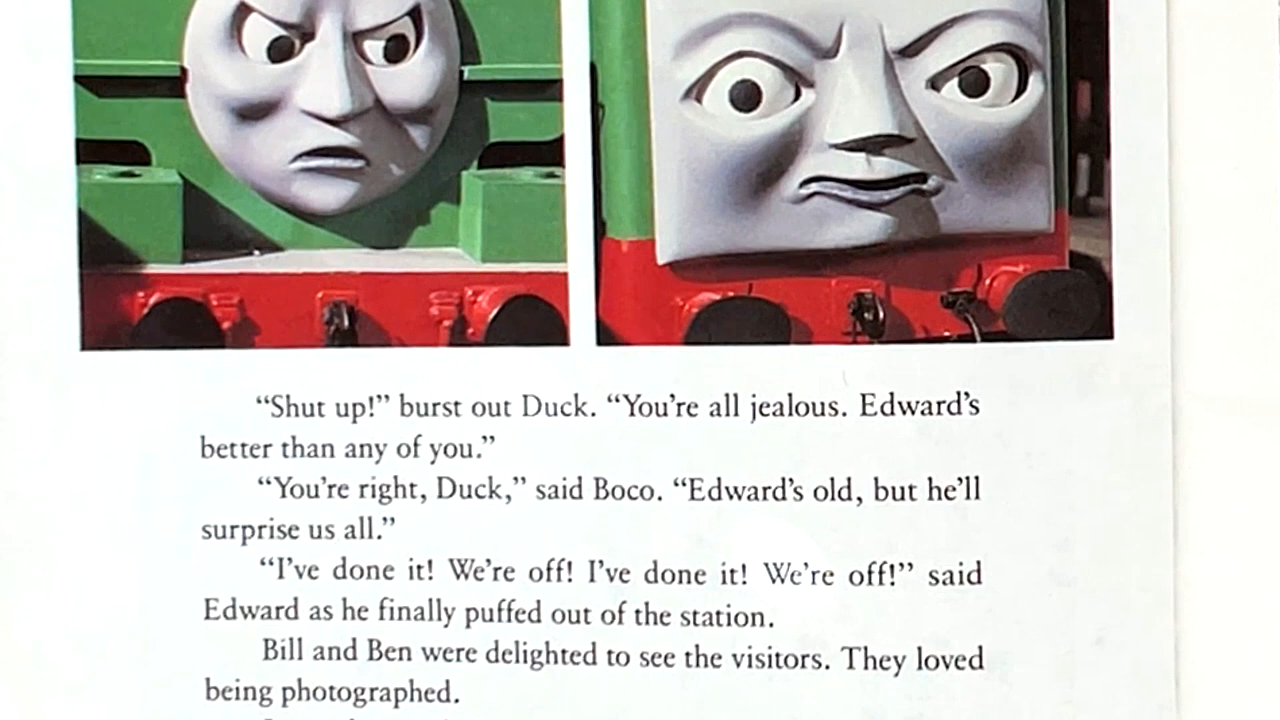 “Shut up!” burst out Duck. “You’re all jealous. Edward’s
better than any of you.”
“You’re right, Duck,” said Boco. “Edward’s old, but he’ll
surprise us all.”
“I’ve done it! We’re off! I’ve done it! We’re off!” said
Edward as he finally puffed out of the station.
Bill and Ben were delighted to see the visitors. They loved
being photographed.